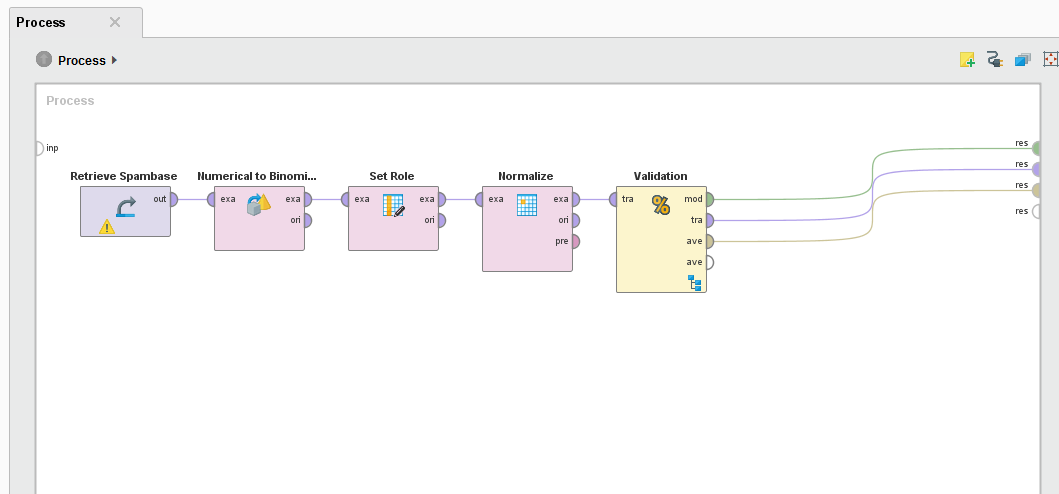 Process
Process
Process
inp
res
res
res
res
Retrieve Spambase
out
Numerical to Binomi...
exa exa
ori
Set Role
exa exa
ori
Normalize
exa exa
ori
pre
Validation
tra mod
tra
ave
ave